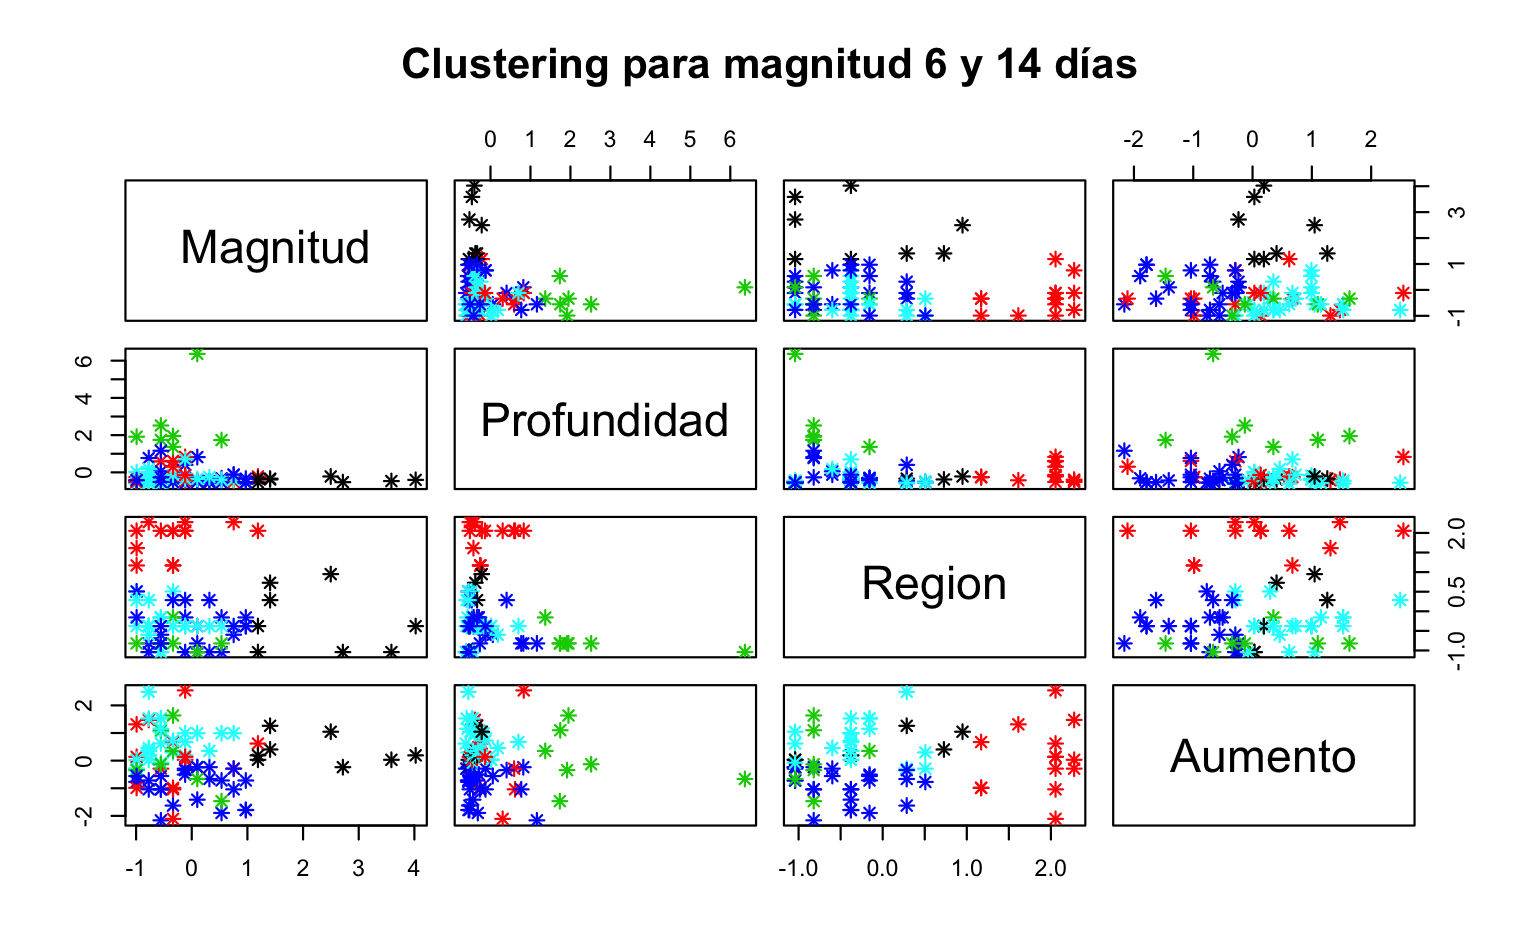 Clustering para magnitud 6 y 14 días
0 1 2 3 4 5 6
-2 -1 0 1 2
Magnitud
-1 1 3
0 2 4 6
Profundidad
Region
-1.0 0.5 2.0
-2 0 2
Aumento
-1 0 1 2 3 4
-1.0 0.0 1.0 2.0